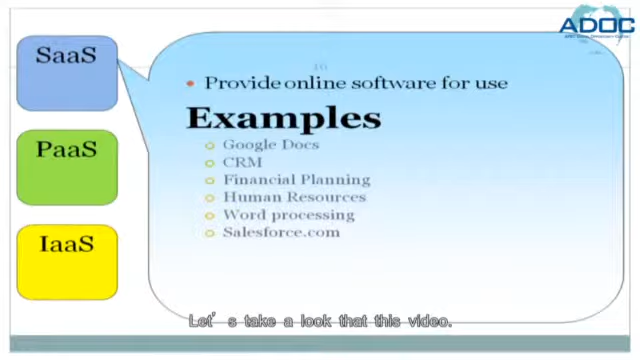 ADOC
SaaS
• Provide online software for use
Examples
Google Docs
CRM
PaaS
Financial Planning
Human Resources
Word processing
Salesforce.com
IaaS
Let's take a look that this video.